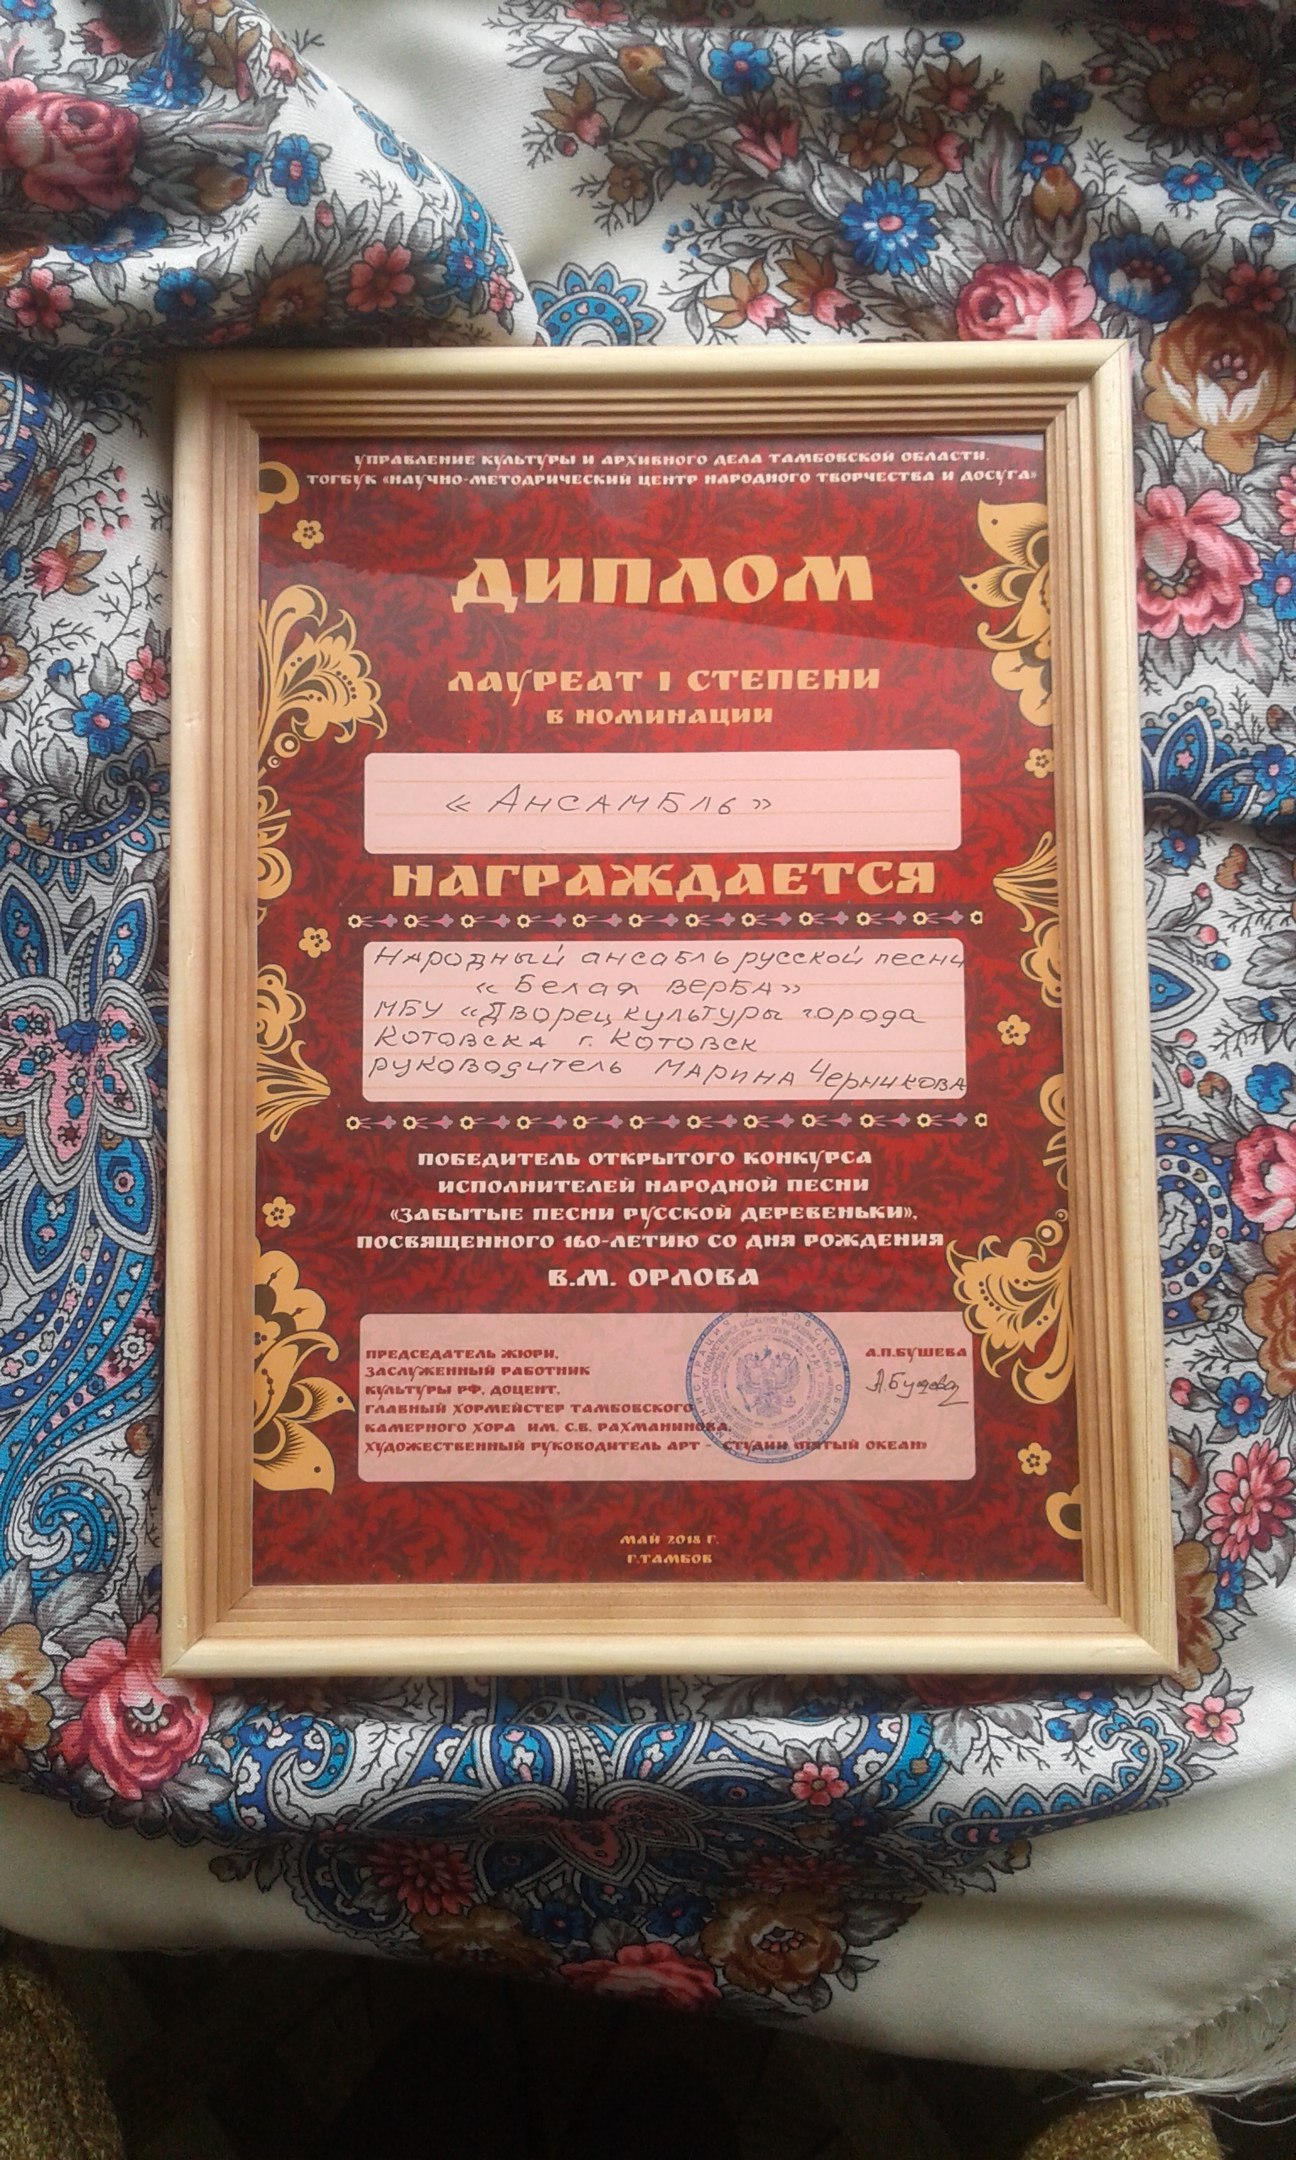 УПРАВЛЕНИЕ КУЛЬТУРЫ И АРХИВНОГО ДЕЛА ТАМБОВСКОЙ ОБЛАСТИ,
ТОГБУК «НАУЧНО-МЕТОДРИЧЕСКИЙ ЦЕНТР НАРОДНОГО ТВОРЧЕСТВА И ДОСУГА»
ДИПЛОМ
ЛАУРЕАТ I СТЕПЕНИ
В НОМИНАЦИИ
«Ансамбль»
НАГРАЖДАЕТСЯ
Народный ансабль русской песни
«Белая верба»
МБУ «Дворец культуры города
Котовска г. Котовск
руководитель Марина Черникова
ПОБЕДИТЕЛЬ ОТКРЫТОГО КОНКУРСА
ИСПОЛНИТЕЛЕЙ НАРОДНОЙ ПЕСНИ
«ЗАБЫТЫЕ ПЕСНИ РУССКОЙ ДЕРЕВЕНЬКИ»,
ПОСВЯЩЕННОГО 160-ЛЕТИЮ СО ДНЯ РОЖДЕНИЯ
В.М. ОРЛОВА
ПРЕДСЕДАТЕЛЬ ЖЮРИ, А.П.БУШЕВА
ЗАСЛУЖЕННЫЙ РАБОТНИК
КУЛЬТУРЫ РФ, ДОЦЕНТ, А.Бушева
ГЛАВНЫЙ ХОРМЕЙСТЕР ТАМБОВСКОГО
КАМЕРНОГО ХОРА ИМ. С.В. РАХМАНИНОВА,
ХУДОЖЕСТВЕННЫЙ РУКОВОДИТЕЛЬ АРТ - СТУДИИ «ПЯТЫЙ ОКЕАН»
МАЙ 2018 Г.
Г.ТАМБОВ